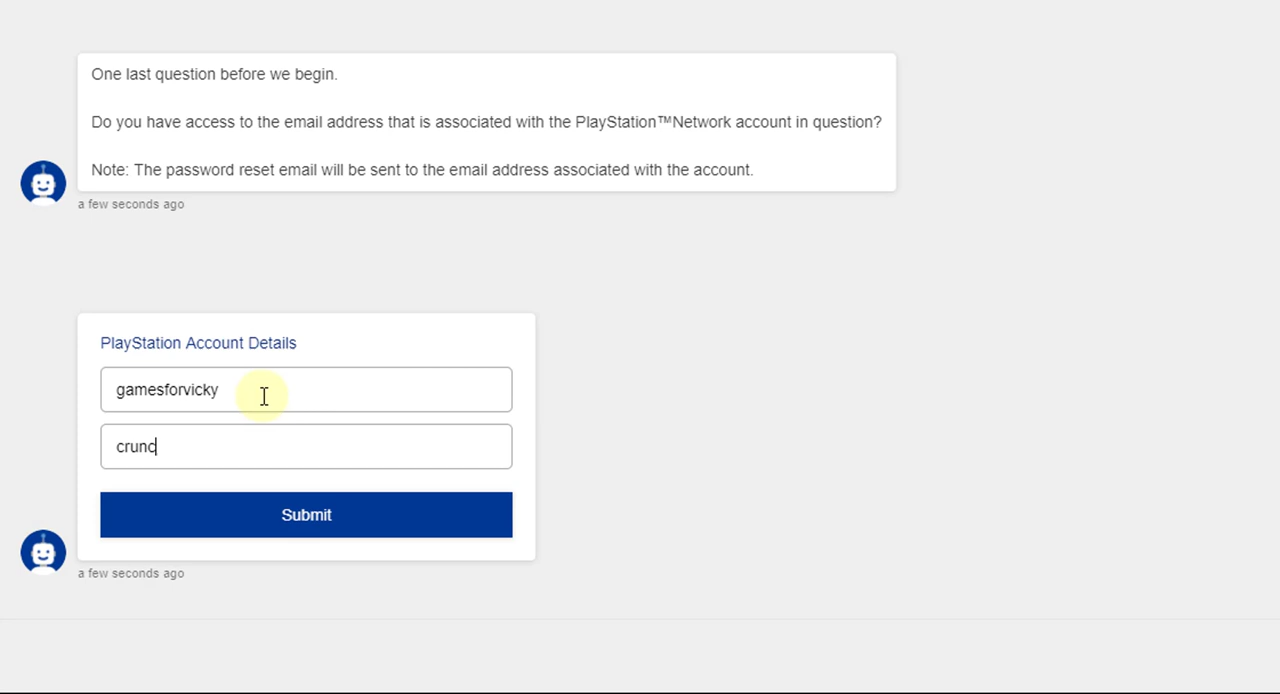 One last question before we begin.
Do you have access to the email address that is associated with the PlayStation™Network account in question?
Note: The password reset email will be sent to the email address associated with the account.
a few seconds ago
PlayStation Account Details
gamesforvicky
crunc
Submit
a few seconds ago